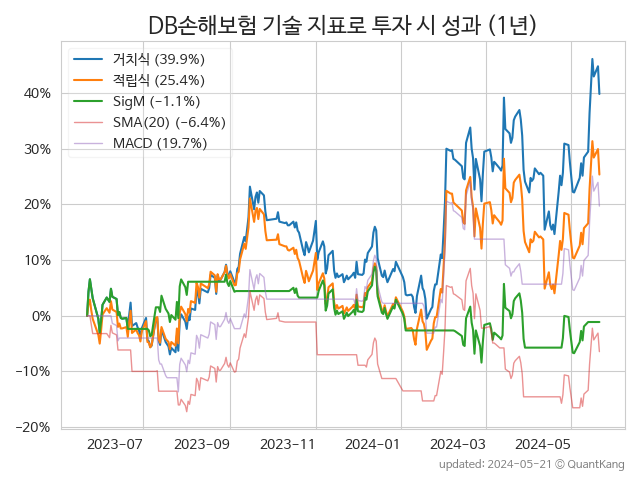 DB손해보험 기술 지표로 투자 시 성과 (1년)
거치식 (39.9%)
적립식 (25.4%)
SigM (−1.1%)
SMA(20) (−6.4%)
MACD (19.7%)
40%
30%
20%
10%
0%
−10%
−20%
2023−07 2023−09 2023−11 2024−01 2024−03 2024−05
updated: 2024−05−21 ⓒ QuantKang